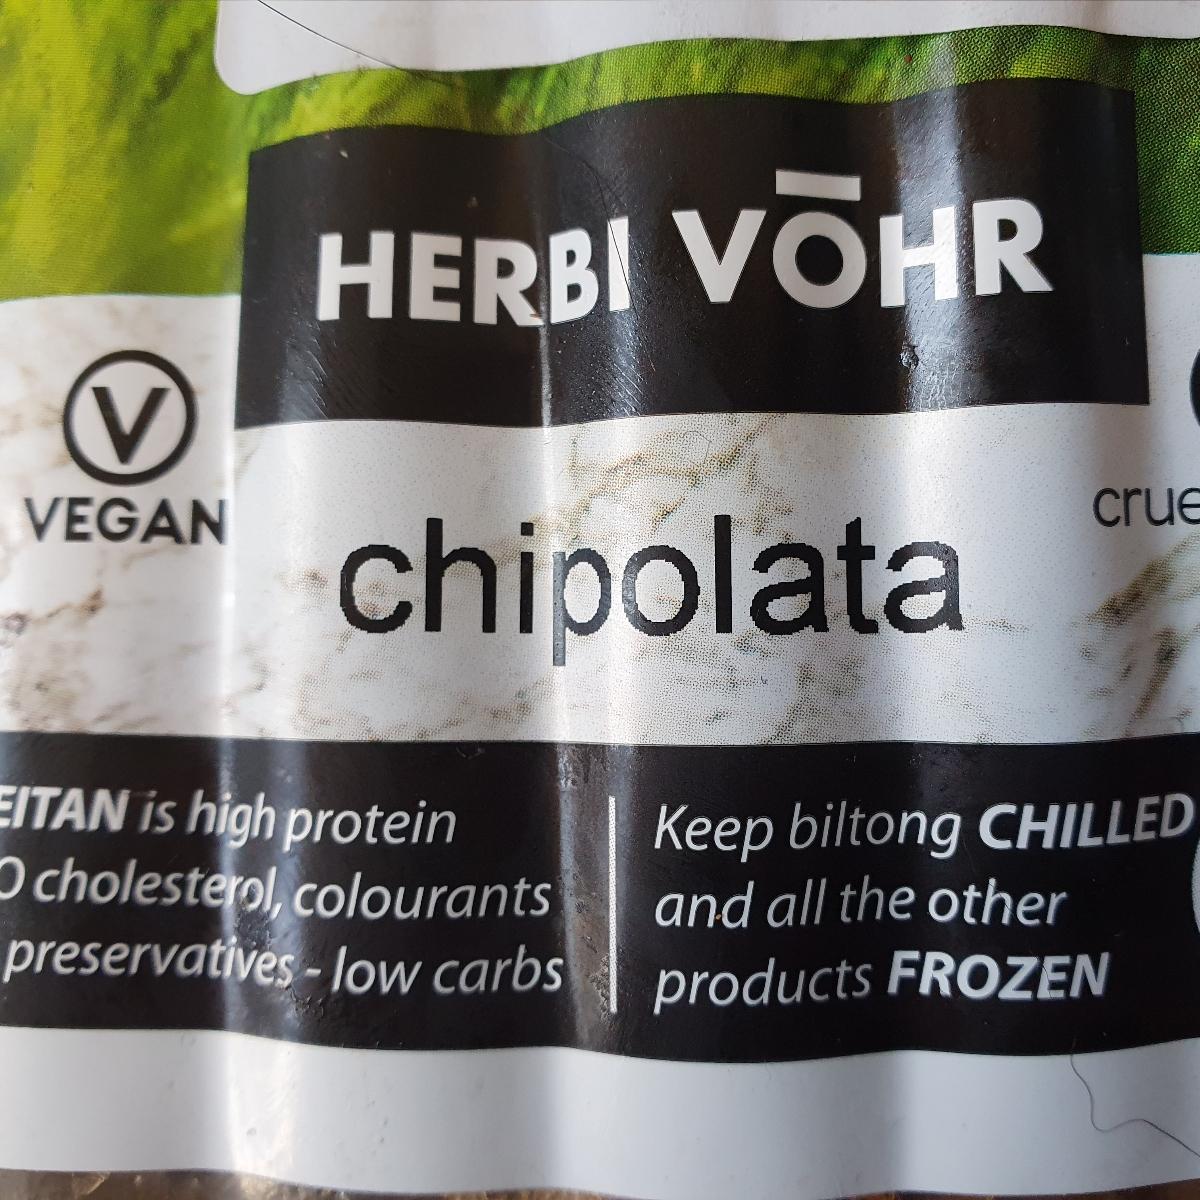 HERBI VŌHR
V
VEGAN
chipolata
EITAN is high protein
O cholesterol, colourants
preservatives - low carbs
Keep biltong CHILLED
and all the other
products FROZEN